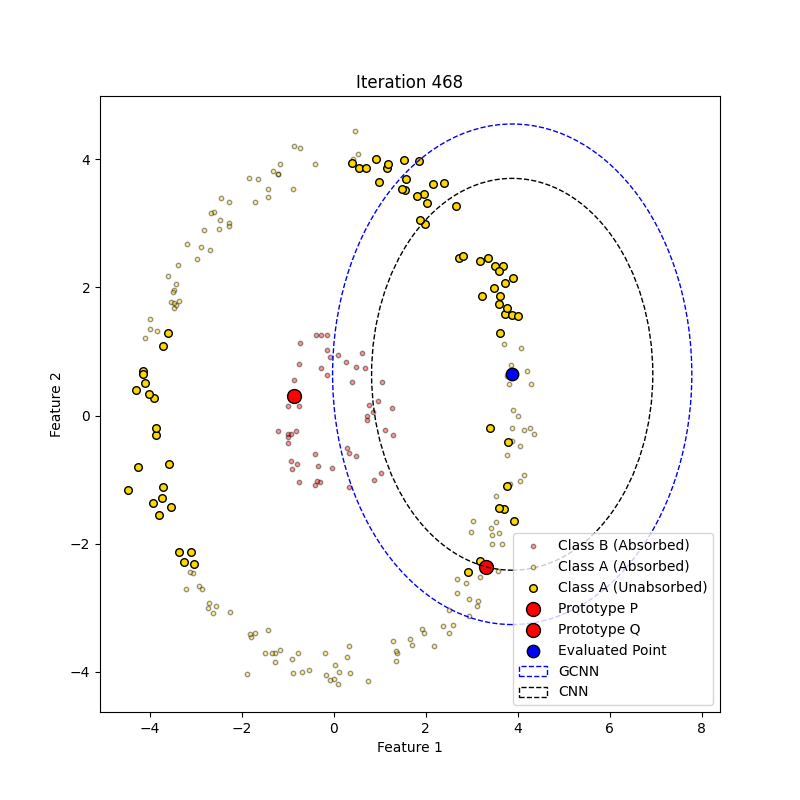 Iteration 468
Feature 2
4
2
0
−2
−4
Class B (Absorbed)
Class A (Absorbed)
Class A (Unabsorbed)
Prototype P
Prototype Q
Evaluated Point
GCNN
CNN
−4 −2 0 2 4 6 8
Feature 1